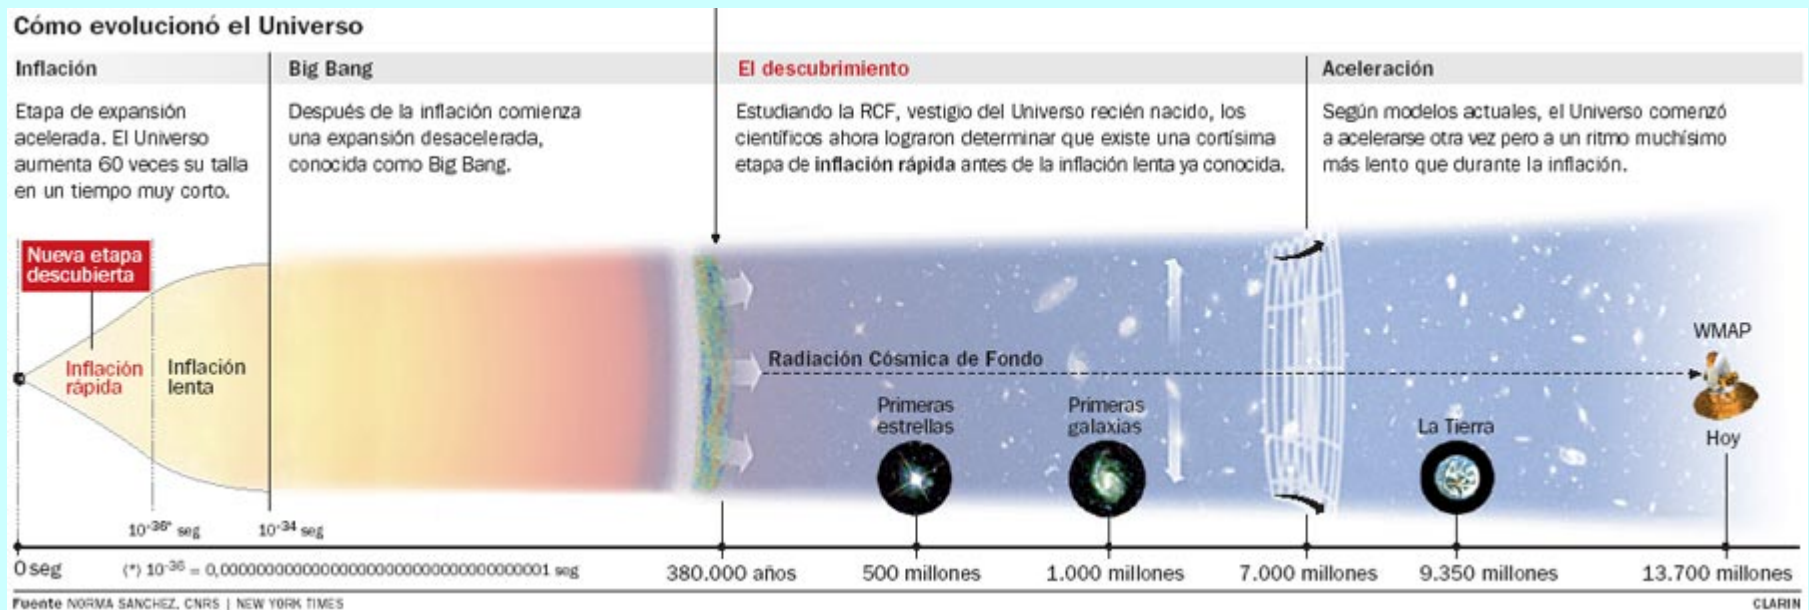 Cómo evolucionó el Universo
Inflación
Etapa de expansión
acelerada. El Universo
aumenta 60 veces su talla
en un tiempo muy corto.
Big Bang
Después de la inflación comienza
una expansión desacelerada,
conocida como Big Bang.
El descubrimiento
Estudiando la RCF, vestigio del Universo recién nacido, los
científicos ahora lograron determinar que existe una cortísima
etapa de inflación rápida antes de la inflación lenta ya conocida.
Aceleración
Según modelos actuales, el Universo comenzó
a acelerarse otra vez pero a un ritmo muchísimo
más lento que durante la inflación.
Nueva etapa
descubierta
Inflación
rápida
Inflación
lenta
Radiación Cósmica de Fondo
Primeras
estrellas
Primeras
galaxias
La Tierra
WMAP
Hoy
10⁻³⁶* seg
10⁻³⁴ seg
0 seg
(*) 10⁻³⁶ = 0,000000000000000000000000000000000001 seg
380.000 años
500 millones
1.000 millones
7.000 millones
9.350 millones
13.700 millones
Fuente NORMA SANCHEZ, CNRS | NEW YORK TIMES
CLARIN